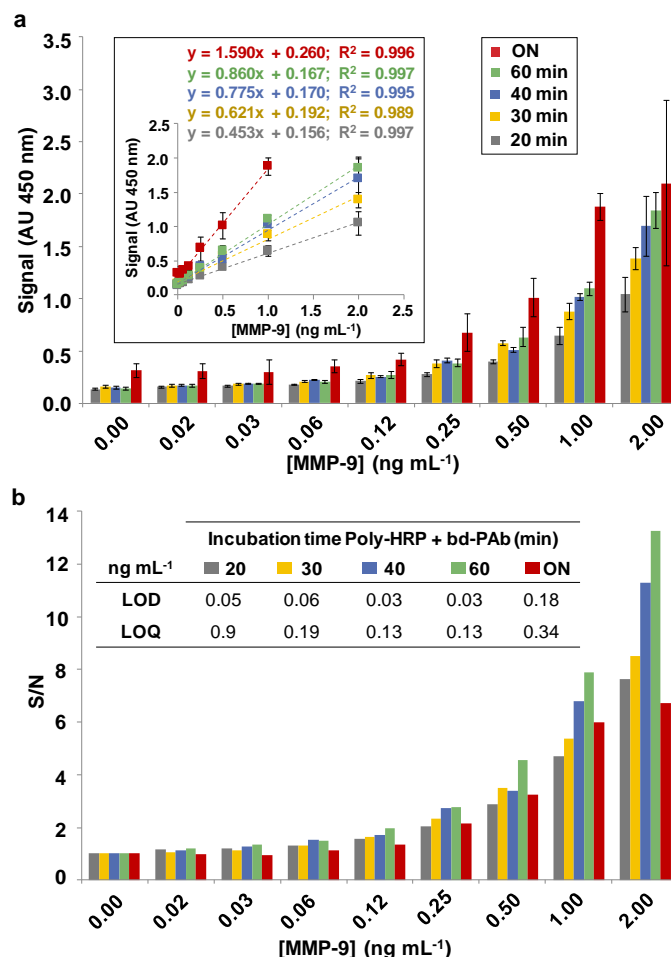 a
3.5
3.0
2.5
2.0
1.5
1.0
0.5
0.0
Signal (AU 450 nm)
y = 1.590x + 0.260; R² = 0.996
y = 0.860x + 0.167; R² = 0.997
y = 0.775x + 0.170; R² = 0.995
y = 0.621x + 0.192; R² = 0.989
y = 0.453x + 0.156; R² = 0.997
2.5
2.0
1.5
1.0
0.5
0.0
Signal (AU 450 nm)
0 0.5 1.0 1.5 2.0 2.5
[MMP-9] (ng mL⁻¹)
ON
60 min
40 min
30 min
20 min
0.00 0.02 0.03 0.06 0.12 0.25 0.50 1.00 2.00
[MMP-9] (ng mL⁻¹)
b
14
12
10
8
6
4
2
0
S/N
Incubation time Poly-HRP + bd-PAb (min)
ng mL⁻¹ 20 30 40 60 ON
LOD 0.05 0.06 0.03 0.03 0.18
LOQ 0.9 0.19 0.13 0.13 0.34
0.00 0.02 0.03 0.06 0.12 0.25 0.50 1.00 2.00
[MMP-9] (ng mL⁻¹)